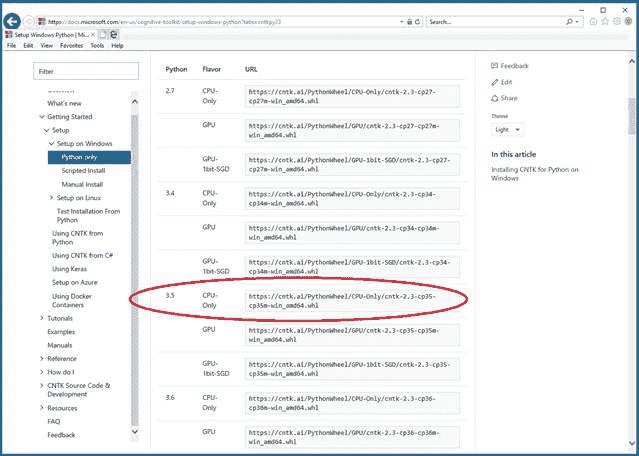 https://docs.microsoft.com/en-us/cognitive-toolkit/setup-windows-python?tabs=cntkpy23
Search...
Setup Windows Python | Mi...
File Edit View Favorites Tools Help
Filter
What's new
Getting Started
Setup
Setup on Windows
Python only
Scripted Install
Manual Install
Setup on Linux
Test Installation From
Python
Using CNTK from
Python
Using CNTK from C#
Using Keras
Setup on Azure
Using Docker
Containers
Tutorials
Examples
Manuals
Reference
How do I
CNTK Source Code &
Development
Resources
FAQ
Feedback
Python Flavor URL
2.7 CPU-
Only
https://cntk.ai/PythonWheel/CPU-Only/cntk-2.3-cp27-
cp27m-win_amd64.whl
GPU
https://cntk.ai/PythonWheel/GPU/cntk-2.3-cp27-cp27m-
win_amd64.whl
GPU-
1bit-SGD
https://cntk.ai/PythonWheel/GPU-1bit-SGD/cntk-2.3-cp27-
cp27m-win_amd64.whl
3.4 CPU-
Only
https://cntk.ai/PythonWheel/CPU-Only/cntk-2.3-cp34-
cp34m-win_amd64.whl
GPU
https://cntk.ai/PythonWheel/GPU/cntk-2.3-cp34-cp34m-
win_amd64.whl
GPU-
1bit-SGD
https://cntk.ai/PythonWheel/GPU-1bit-SGD/cntk-2.3-cp34-
cp34m-win_amd64.whl
3.5 CPU-
Only
https://cntk.ai/PythonWheel/CPU-Only/cntk-2.3-cp35-
cp35m-win_amd64.whl
GPU
https://cntk.ai/PythonWheel/GPU/cntk-2.3-cp35-cp35m-
win_amd64.whl
GPU-
1bit-SGD
https://cntk.ai/PythonWheel/GPU-1bit-SGD/cntk-2.3-cp35-
cp35m-win_amd64.whl
3.6 CPU-
Only
https://cntk.ai/PythonWheel/CPU-Only/cntk-2.3-cp36-
cp36m-win_amd64.whl
GPU
https://cntk.ai/PythonWheel/GPU/cntk-2.3-cp36-cp36m-
win_amd64.whl
Feedback
Edit
Share
Theme
Light
In this article
Installing CNTK for Python on
Windows